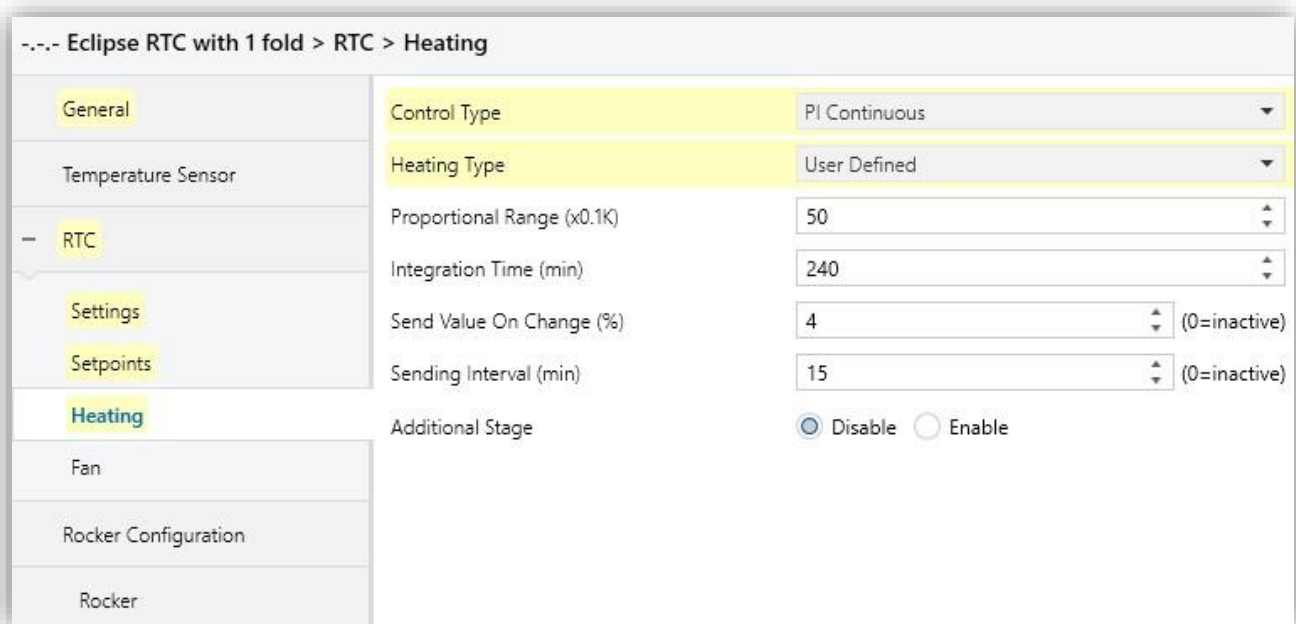 -.-.- Eclipse RTC with 1 fold > RTC > Heating
General
Temperature Sensor
– RTC
Settings
Setpoints
Heating
Fan
Rocker Configuration
Rocker
Control Type PI Continuous
Heating Type User Defined
Proportional Range (x0.1K) 50
Integration Time (min) 240
Send Value On Change (%) 4 (0=inactive)
Sending Interval (min) 15 (0=inactive)
Additional Stage Disable Enable